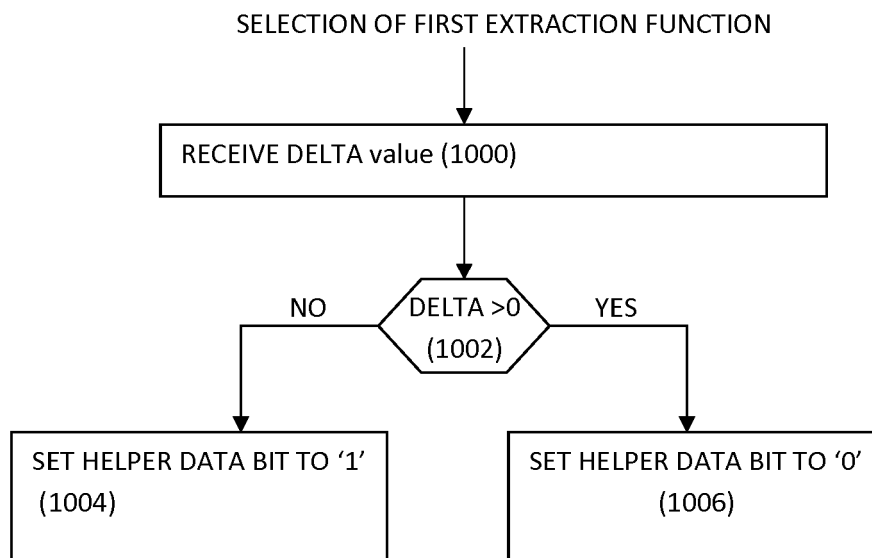 SELECTION OF FIRST EXTRACTION FUNCTION
RECEIVE DELTA value (1000)
DELTA >0
(1002)
NO
YES
SET HELPER DATA BIT TO ‘1’
(1004)
SET HELPER DATA BIT TO ‘0’
(1006)